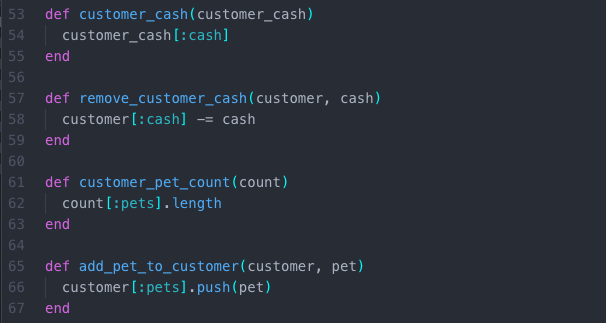 53 def customer_cash(customer_cash)
54   customer_cash[:cash]
55 end
56
57 def remove_customer_cash(customer, cash)
58   customer[:cash] -= cash
59 end
60
61 def customer_pet_count(count)
62   count[:pets].length
63 end
64
65 def add_pet_to_customer(customer, pet)
66   customer[:pets].push(pet)
67 end